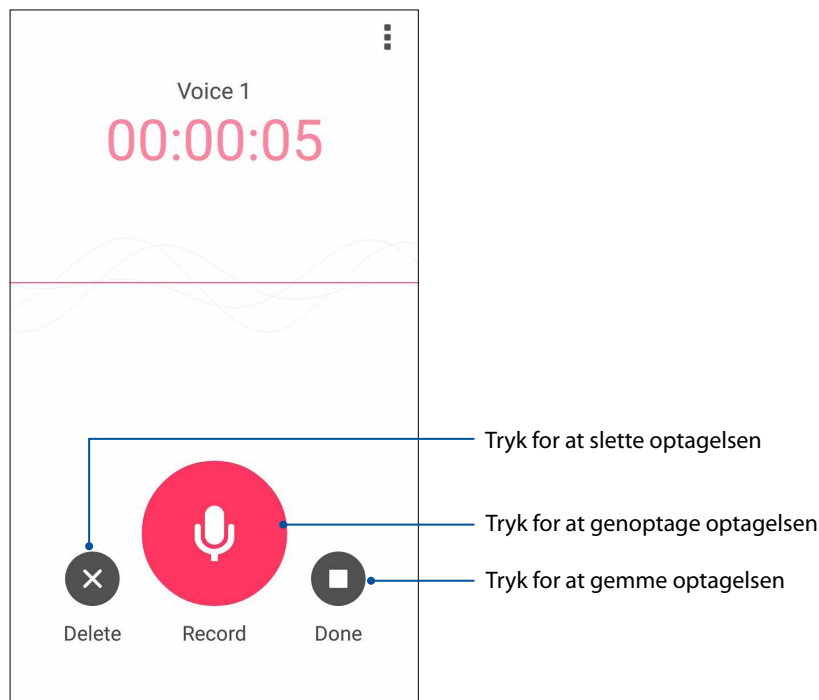 Voice 1
00:00:05
Tryk for at slette optagelsen
Tryk for at genoptage optagelsen
Tryk for at gemme optagelsen
Delete Record Done